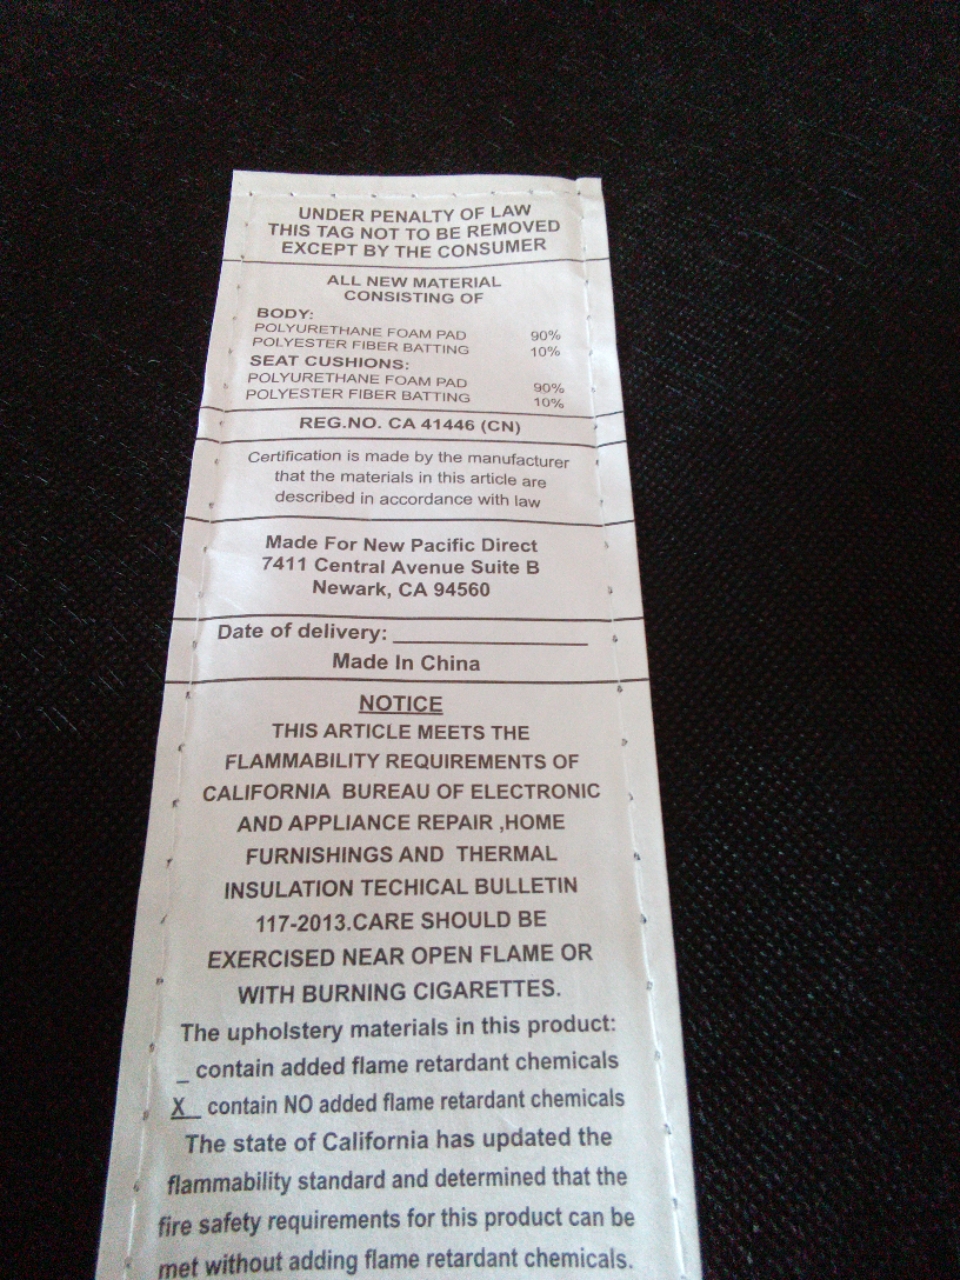 UNDER PENALTY OF LAW
THIS TAG NOT TO BE REMOVED
EXCEPT BY THE CONSUMER
ALL NEW MATERIAL
CONSISTING OF
BODY:
POLYURETHANE FOAM PAD 90%
POLYESTER FIBER BATTING 10%
SEAT CUSHIONS:
POLYURETHANE FOAM PAD 90%
POLYESTER FIBER BATTING 10%
REG.NO. CA 41446 (CN)
Certification is made by the manufacturer
that the materials in this article are
described in accordance with law
Made For New Pacific Direct
7411 Central Avenue Suite B
Newark, CA 94560
Date of delivery: ____________________
Made In China
NOTICE
THIS ARTICLE MEETS THE
FLAMMABILITY REQUIREMENTS OF
CALIFORNIA BUREAU OF ELECTRONIC
AND APPLIANCE REPAIR ,HOME
FURNISHINGS AND THERMAL
INSULATION TECHICAL BULLETIN
117-2013.CARE SHOULD BE
EXERCISED NEAR OPEN FLAME OR
WITH BURNING CIGARETTES.
The upholstery materials in this product:
_ contain added flame retardant chemicals
X_ contain NO added flame retardant chemicals
The state of California has updated the
flammability standard and determined that the
fire safety requirements for this product can be
met without adding flame retardant chemicals.